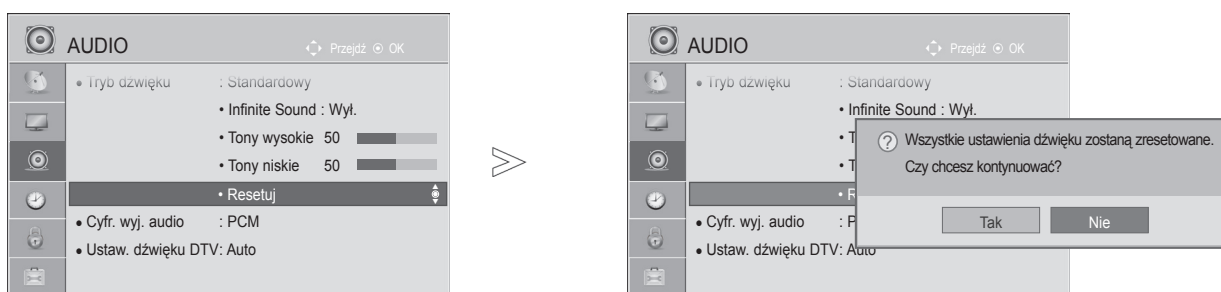 AUDIO
Przejdź OK
• Tryb dźwięku : Standardowy
• Infinite Sound : Wył.
• Tony wysokie 50
• Tony niskie 50
• Resetuj
• Cyfr. wyj. audio : PCM
• Ustaw. dźwięku DTV: Auto
AUDIO
Przejdź OK
• Tryb dźwięku : Standardowy
• Infinite Sound : Wył.
• T
• T
• R
• Cyfr. wyj. audio : P
• Ustaw. dźwięku DTV: Auto
? Wszystkie ustawienia dźwięku zostaną zresetowane.
Czy chcesz kontynuować?
Tak Nie